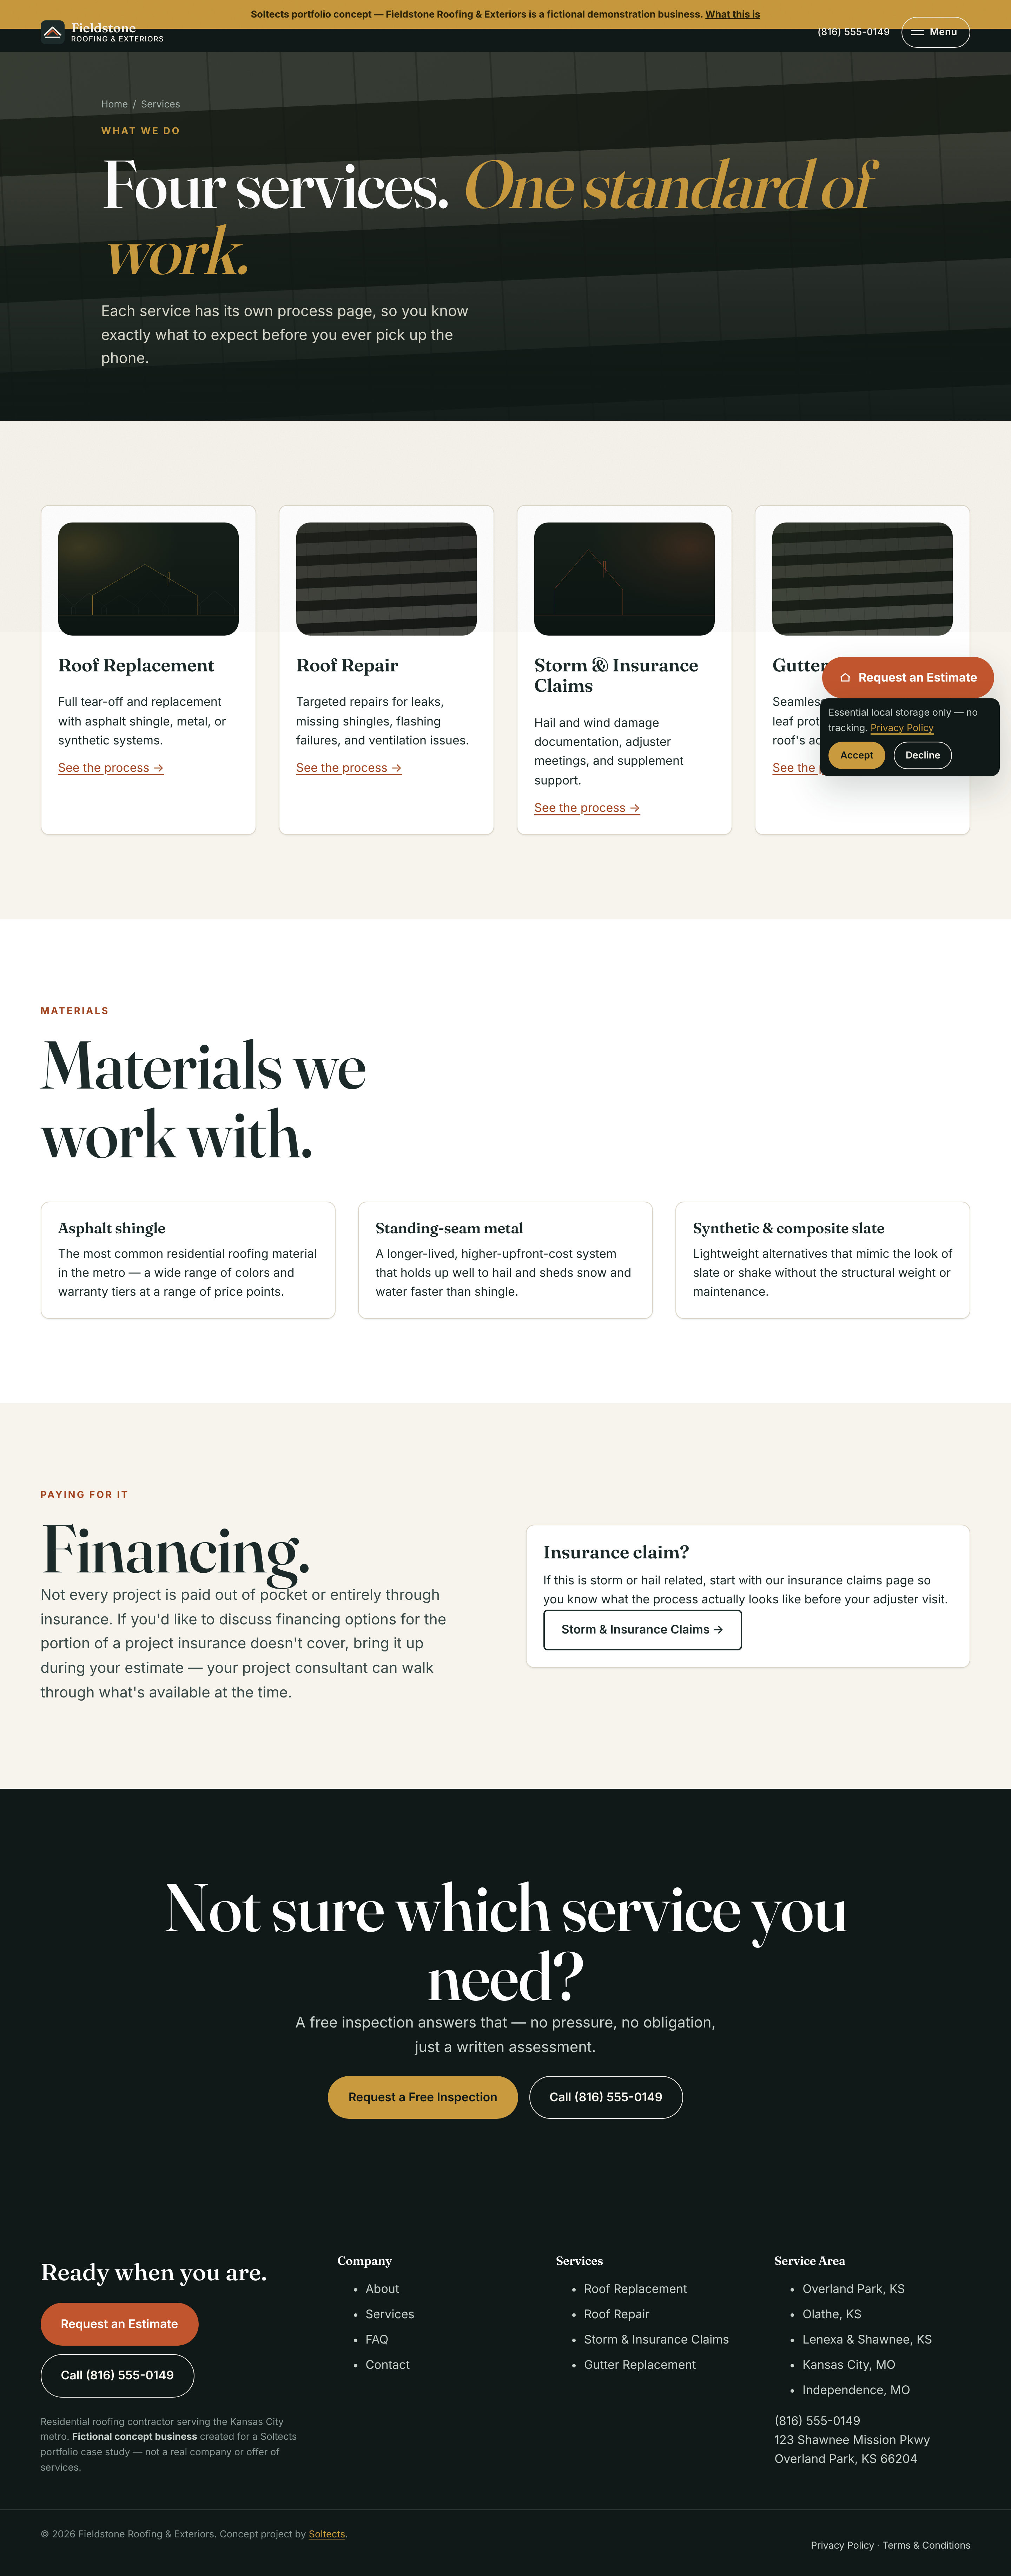 Soltects portfolio concept — Fieldstone Roofing & Exteriors is a fictional demonstration business. What this is
Fieldstone
ROOFING & EXTERIORS
(816) 555-0149
Menu
Home / Services
WHAT WE DO
Four services. One standard of
work.
Each service has its own process page, so you know
exactly what to expect before you ever pick up the
phone.
Roof Replacement
Full tear-off and replacement
with asphalt shingle, metal, or
synthetic systems.
See the process →
Roof Repair
Targeted repairs for leaks,
missing shingles, flashing
failures, and ventilation issues.
See the process →
Storm & Insurance
Claims
Hail and wind damage
documentation, adjuster
meetings, and supplement
support.
See the process →
Gutter
Seamless
leaf
roof's
See the
Request an Estimate
Essential local storage only — no
tracking. Privacy Policy
Accept
Decline
MATERIALS
Materials we
work with.
Asphalt shingle
The most common residential roofing material
in the metro — a wide range of colors and
warranty tiers at a range of price points.
Standing-seam metal
A longer-lived, higher-upfront-cost system
that holds up well to hail and sheds snow and
water faster than shingle.
Synthetic & composite slate
Lightweight alternatives that mimic the look of
slate or shake without the structural weight or
maintenance.
PAYING FOR IT
Financing.
Not every project is paid out of pocket or entirely through
insurance. If you'd like to discuss financing options for the
portion of a project insurance doesn't cover, bring it up
during your estimate — your project consultant can walk
through what's available at the time.
Insurance claim?
If this is storm or hail related, start with our insurance claims page so
you know what the process actually looks like before your adjuster visit.
Storm & Insurance Claims →
Not sure which service you
need?
A free inspection answers that — no pressure, no obligation,
just a written assessment.
Request a Free Inspection
Call (816) 555-0149
Ready when you are.
Request an Estimate
Call (816) 555-0149
Residential roofing contractor serving the Kansas City
metro. Fictional concept business created for a Soltects
portfolio case study — not a real company or offer of
services.
Company
• About
• Services
• FAQ
• Contact
Services
• Roof Replacement
• Roof Repair
• Storm & Insurance Claims
• Gutter Replacement
Service Area
• Overland Park, KS
• Olathe, KS
• Lenexa & Shawnee, KS
• Kansas City, MO
• Independence, MO
(816) 555-0149
123 Shawnee Mission Pkwy
Overland Park, KS 66204
© 2026 Fieldstone Roofing & Exteriors. Concept project by Soltects.
Privacy Policy · Terms & Conditions